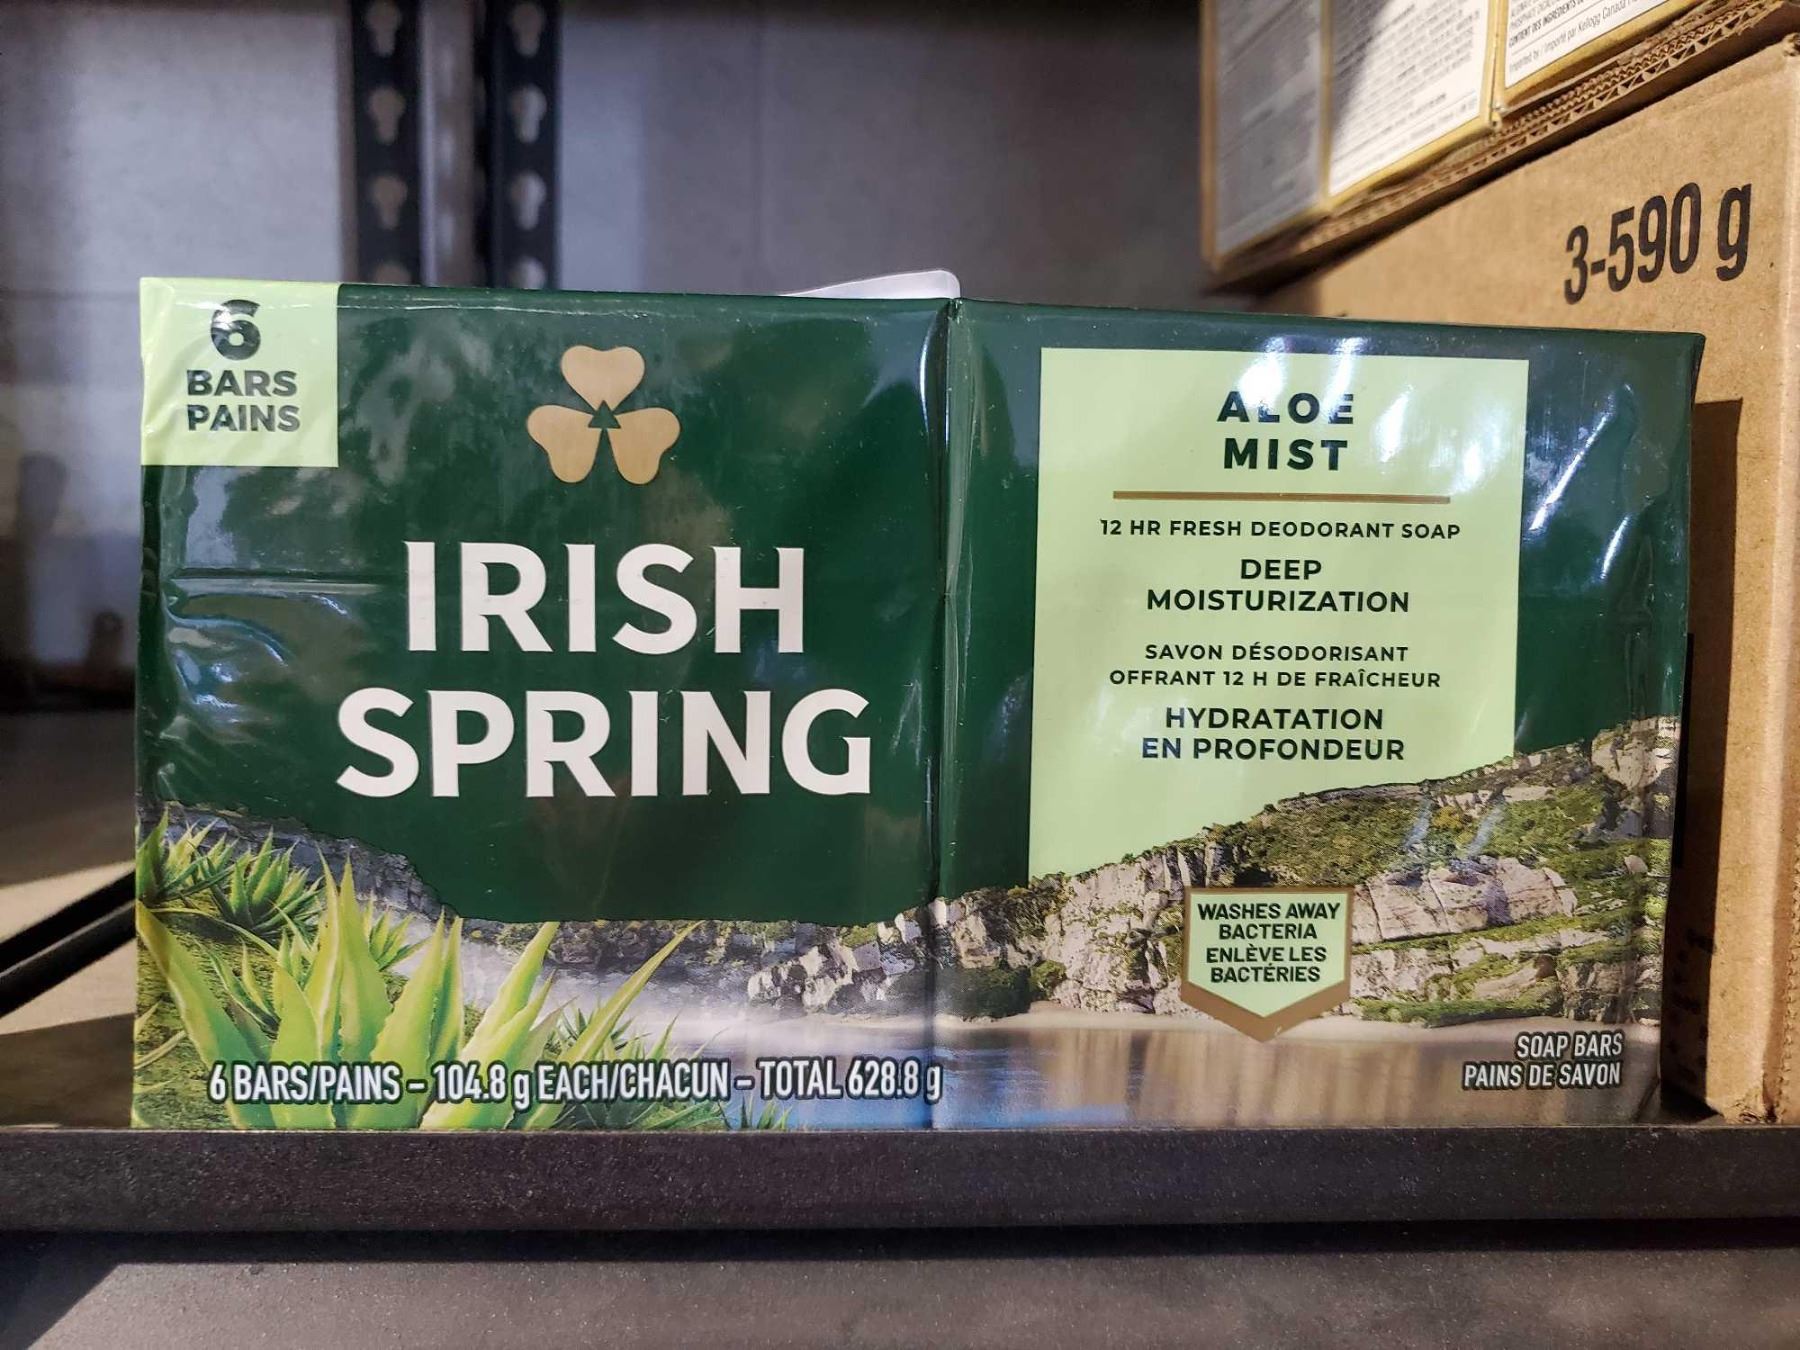 6
BARS
PAINS
IRISH
SPRING
6 BARS/PAINS – 104.8 g EACH/CHACUN – TOTAL 628.8 g
ALOE
MIST
12 HR FRESH DEODORANT SOAP
DEEP
MOISTURIZATION
SAVON DÉSODORISANT
OFFRANT 12 H DE FRAÎCHEUR
HYDRATATION
EN PROFONDEUR
WASHES AWAY
BACTERIA
ENLÈVE LES
BACTÉRIES
SOAP BARS
PAINS DE SAVON
3-590 g